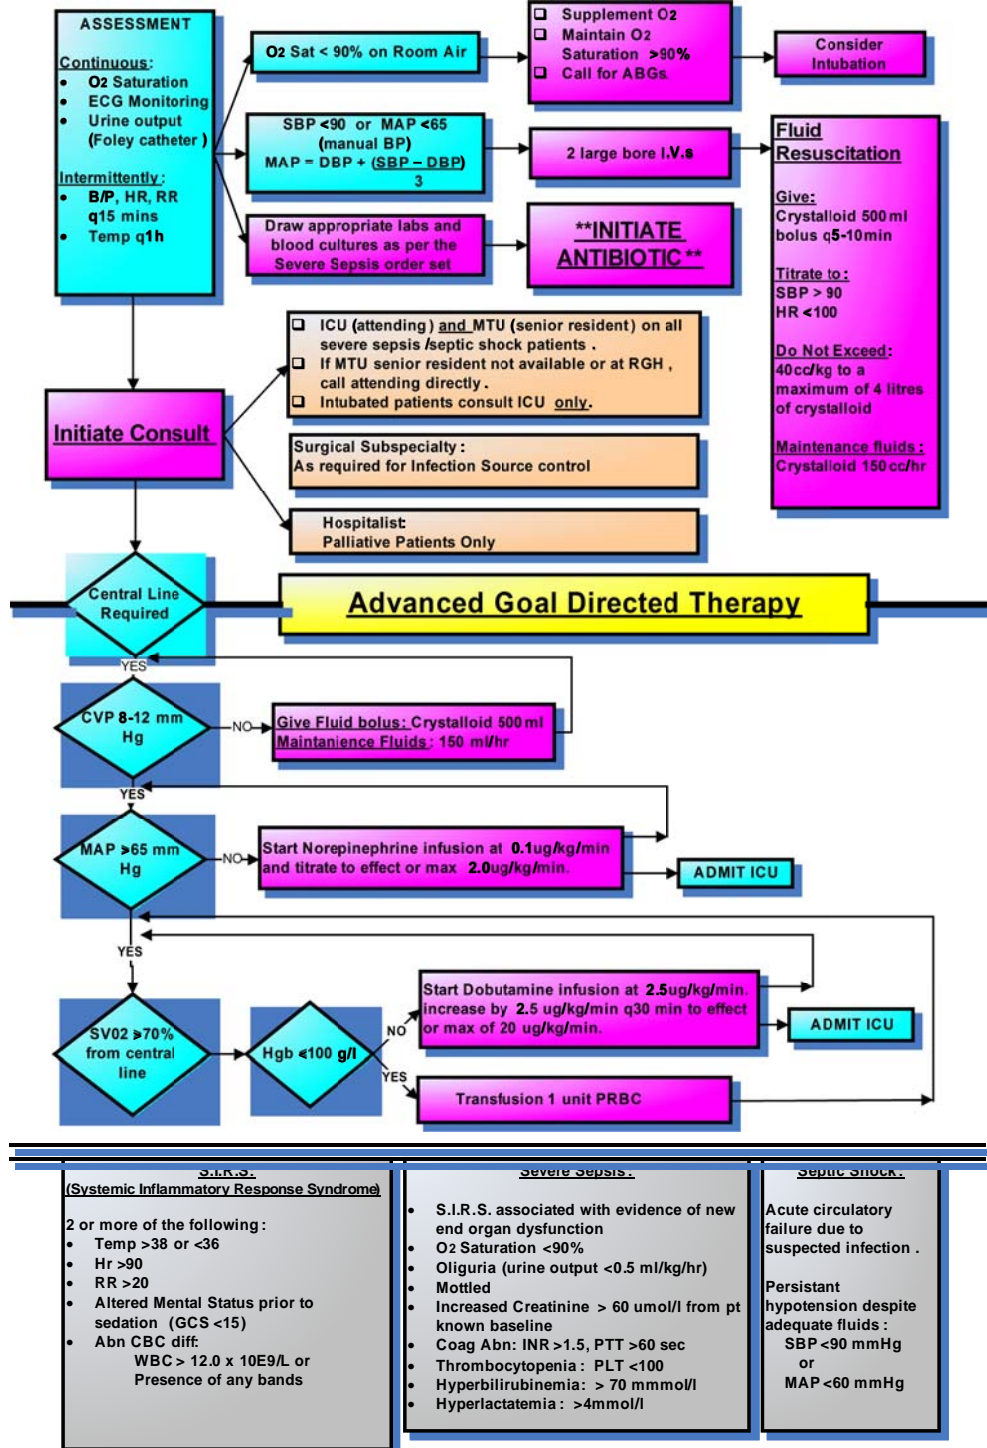 ASSESSMENT
Continuous:
• O2 Saturation
• ECG Monitoring
• Urine output
(Foley catheter)
Intermittently:
• B/P, HR, RR
q15 mins
• Temp q1h
O2 Sat < 90% on Room Air
❑ Supplement O2
❑ Maintain O2
Saturation >90%
❑ Call for ABGs.
Consider
Intubation
SBP <90 or MAP <65
(manual BP)
MAP = DBP + (SBP – DBP)
3
2 large bore I.V.s
Fluid
Resuscitation
Give:
Crystalloid 500ml
bolus q5-10min
Titrate to:
SBP > 90
HR <100
Do Not Exceed:
40cc/kg to a
maximum of 4 litres
of crystalloid
Maintenance fluids:
Crystalloid 150cc/hr
Draw appropriate labs and
blood cultures as per the
Severe Sepsis order set
**INITIATE
ANTIBIOTIC**
Initiate Consult
❑ ICU (attending) and MTU (senior resident) on all
severe sepsis/septic shock patients.
❑ If MTU senior resident not available or at RGH,
call attending directly.
❑ Intubated patients consult ICU only.
Surgical Subspecialty:
As required for Infection Source control
Hospitalist:
Palliative Patients Only
Central Line
Required
Advanced Goal Directed Therapy
YES
CVP 8-12 mm
Hg
NO
Give Fluid bolus: Crystalloid 500ml
Maintanience Fluids: 150 ml/hr
YES
MAP ≥65 mm
Hg
NO
Start Norepinephrine infusion at 0.1ug/kg/min
and titrate to effect or max 2.0ug/kg/min.
ADMIT ICU
YES
SV02 ≥70%
from central
line
Hgb ≤100 g/l
NO
Start Dobutamine infusion at 2.5ug/kg/min.
increase by 2.5 ug/kg/min q30 min to effect
or max of 20 ug/kg/min.
ADMIT ICU
YES
Transfusion 1 unit PRBC
S.I.R.S.
(Systemic Inflammatory Response Syndrome)
2 or more of the following:
• Temp >38 or <36
• Hr >90
• RR >20
• Altered Mental Status prior to
sedation (GCS <15)
• Abn CBC diff:
WBC > 12.0 x 10E9/L or
Presence of any bands
Severe Sepsis:
• S.I.R.S. associated with evidence of new
end organ dysfunction
• O2 Saturation <90%
• Oliguria (urine output <0.5 ml/kg/hr)
• Mottled
• Increased Creatinine > 60 umol/l from pt
known baseline
• Coag Abn: INR >1.5, PTT >60 sec
• Thrombocytopenia: PLT <100
• Hyperbilirubinemia: > 70 mmmol/l
• Hyperlactatemia: >4mmol/l
Septic Shock:
Acute circulatory
failure due to
suspected infection.
Persistant
hypotension despite
adequate fluids:
SBP <90 mmHg
or
MAP <60 mmHg